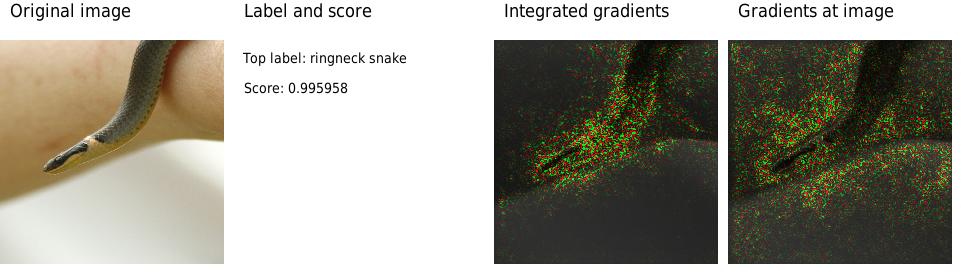 Original image
Label and score
Integrated gradients
Gradients at image
Top label: ringneck snake
Score: 0.995958